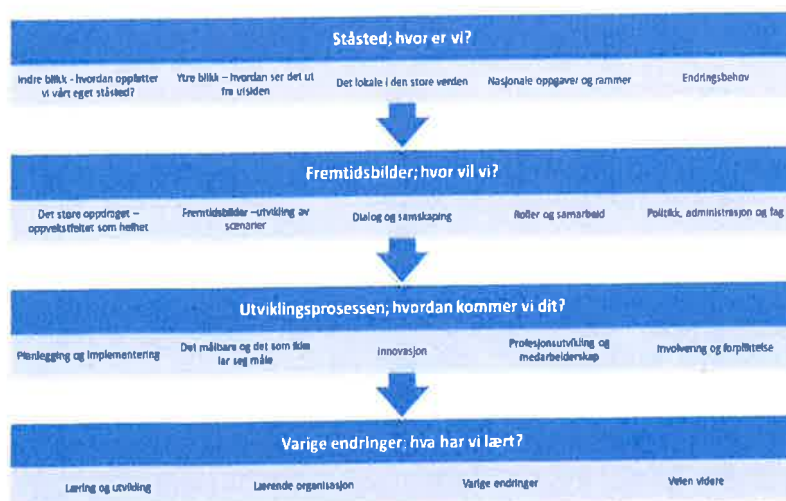 Ståsted; hvor er vi?
Indre blikk - hvordan oppfatter
vi vårt eget ståsted?
Ytre blikk – hvordan ser det ut
fra utsiden
Det lokale i den store verden
Nasjonale oppgaver og rammer
Endringsbehov
Fremtidsbilder; hvor vil vi?
Det store oppdraget –
oppvekstfeltet som helhet
Fremtidsbilder –utvikling av
scenarier
Dialog og samskaping
Roller og samarbeid
Politikk, administrasjon og fag
Utviklingsprosessen; hvordan kommer vi dit?
Planlegging og implementering
Det målbare og det som ikke
lar seg måle
Innovasjon
Profesjonsutvikling og
medarbeiderskap
Involvering og forpliktelse
Varige endringer; hva har vi lært?
Læring og utvikling
Lærende organisasjon
Varige endringer
Veien videre